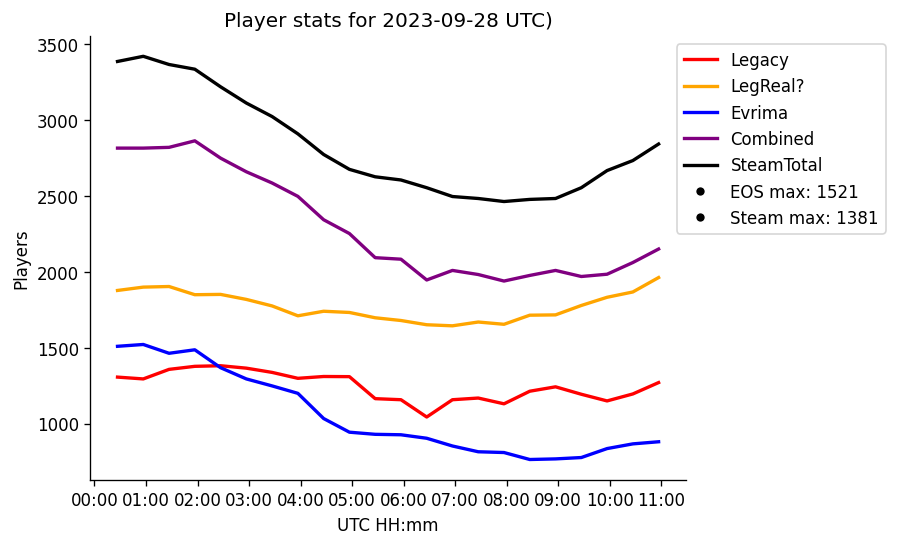 Player stats for 2023-09-28 UTC)
3500
3000
2500
2000
1500
1000
Players
00:00 01:00 02:00 03:00 04:00 05:00 06:00 07:00 08:00 09:00 10:00 11:00
UTC HH:mm
Legacy
LegReal?
Evrima
Combined
SteamTotal
EOS max: 1521
Steam max: 1381